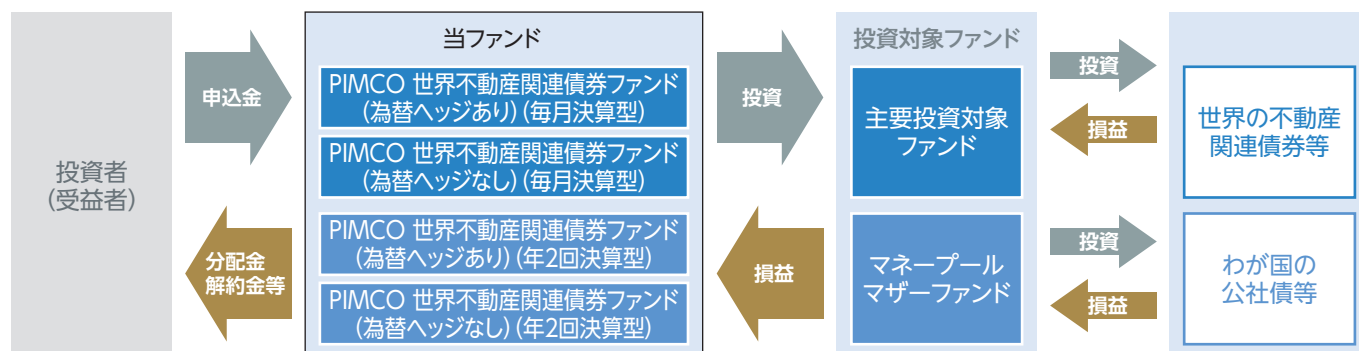 投資者
(受益者)
申込金
分配金
解約金等
当ファンド
PIMCO 世界不動産関連債券ファンド
(為替ヘッジあり) (毎月決算型)
PIMCO 世界不動産関連債券ファンド
(為替ヘッジなし) (毎月決算型)
PIMCO 世界不動産関連債券ファンド
(為替ヘッジあり) (年2回決算型)
PIMCO 世界不動産関連債券ファンド
(為替ヘッジなし) (年2回決算型)
投資
損益
投資対象ファンド
主要投資対象
ファンド
マネープール
マザーファンド
投資
損益
投資
損益
世界の不動産
関連債券等
わが国の
公社債等